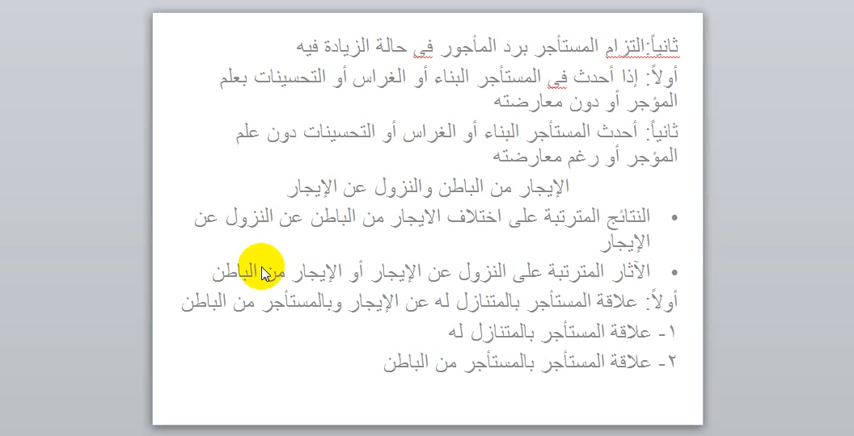 ثانياً:التزام المستأجر برد المأجور في حالة الزيادة فيه
أولاً: إذا أحدث في المستأجر البناء أو الغراس أو التحسينات بعلم
المؤجر أو دون معارضته
ثانياً: أحدث المستأجر البناء أو الغراس أو التحسينات دون علم
المؤجر أو رغم معارضته
الإيجار من الباطن والنزول عن الإيجار
• النتائج المترتبة على اختلاف الايجار من الباطن عن النزول عن
الإيجار
• الآثار المترتبة على النزول عن الإيجار أو الإيجار من الباطن
أولاً: علاقة المستأجر بالمتنازل له عن الإيجار وبالمستأجر من الباطن
١- علاقة المستأجر بالمتنازل له
٢- علاقة المستأجر بالمستأجر من الباطن